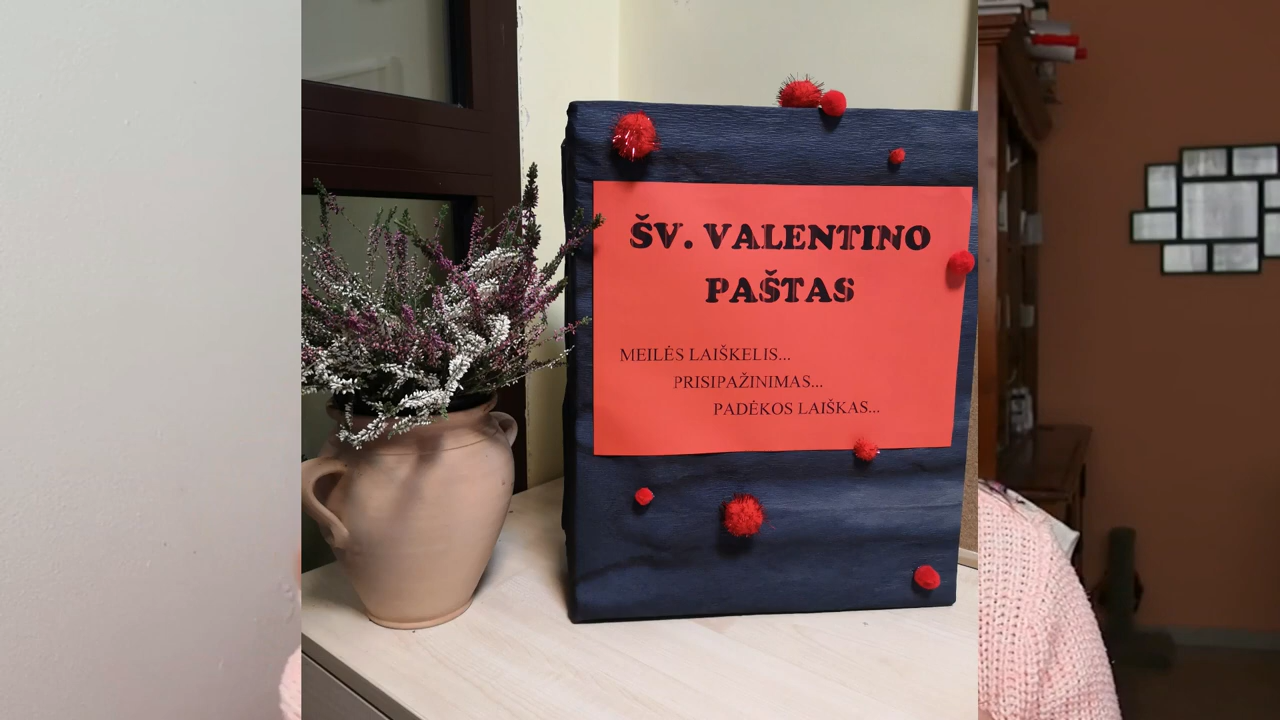 ŠV. VALENTINO
PAŠTAS
MEILĖS LAIŠKELIS...
PRISIPAŽINIMAS...
PADĖKOS LAIŠKAS...